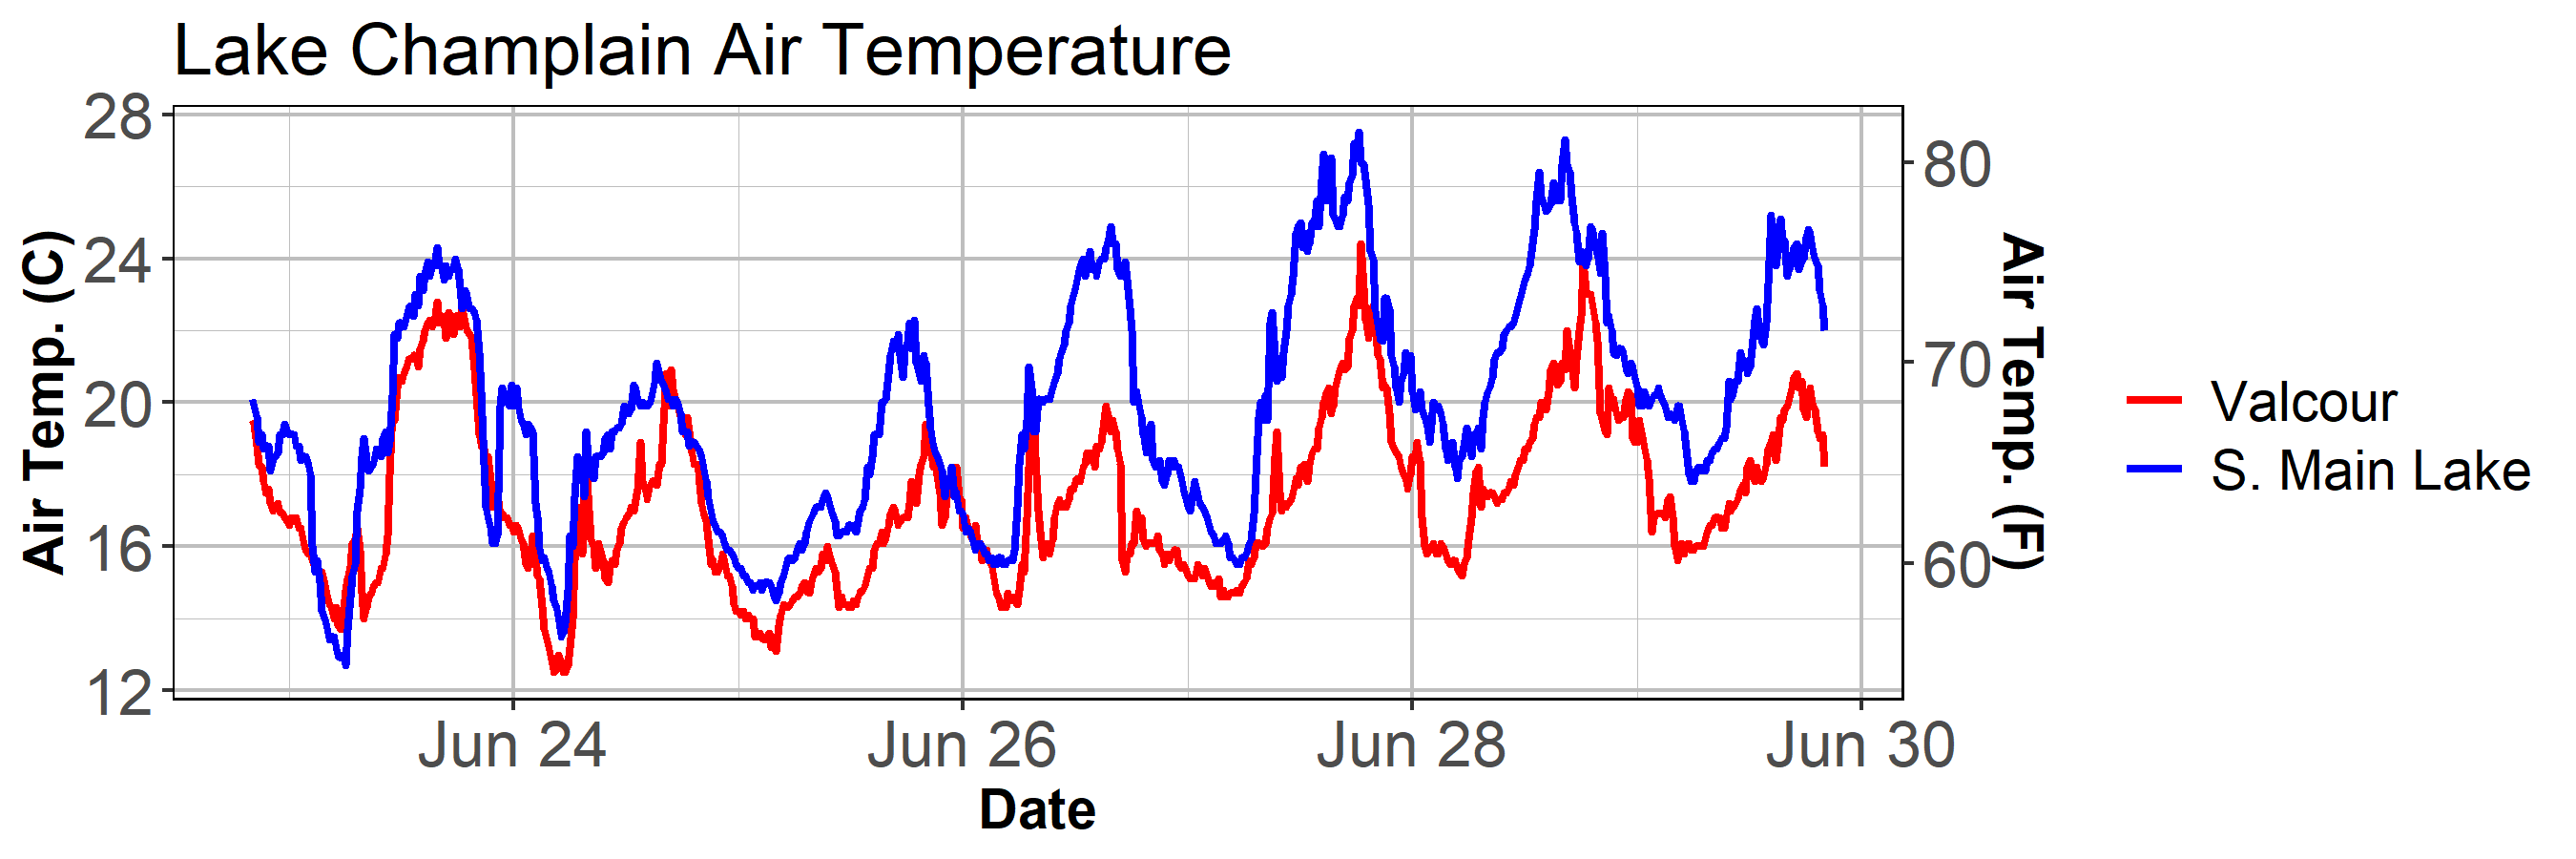 Lake Champlain Air Temperature
28
24
20
16
12
Air Temp. (C)
80
70
60
Air Temp. (F)
Jun 24
Jun 26
Jun 28
Jun 30
Date
Valcour
S. Main Lake